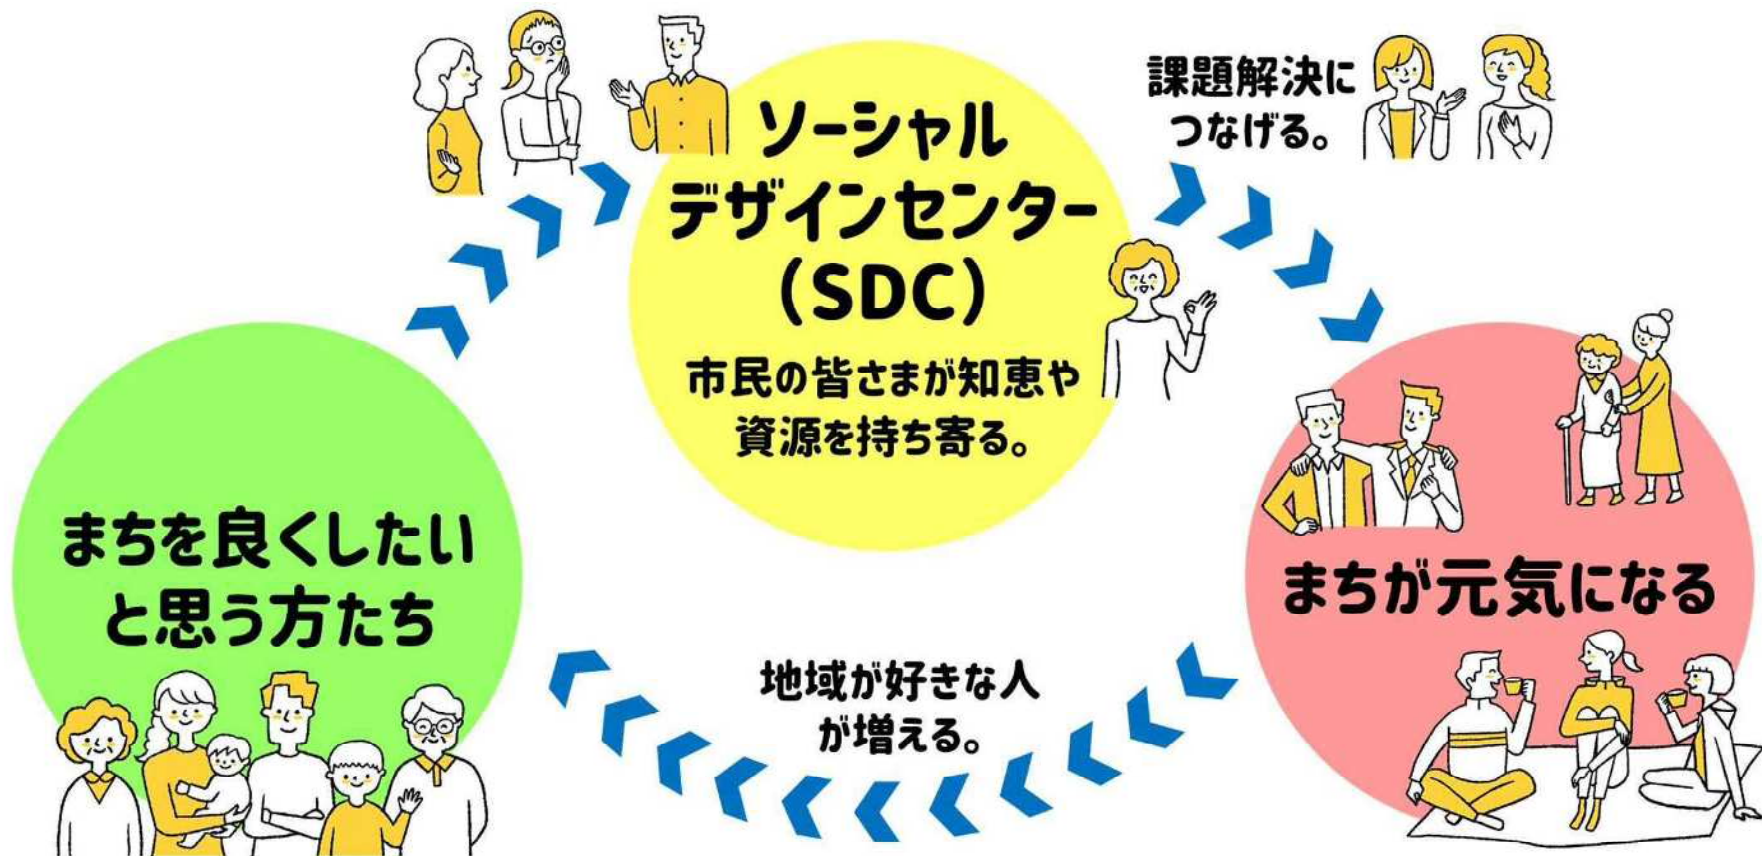 ソーシャル
デザインセンター
(SDC)
市民の皆さまが知恵や
資源を持ち寄る。
課題解決に
つなげる。
まちが元気になる
地域が好きな人
が増える。
まちを良くしたい
と思う方たち